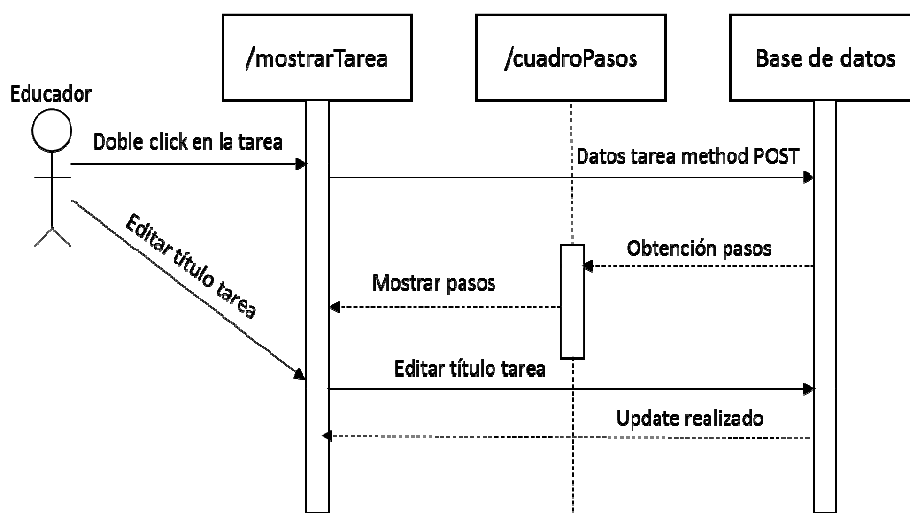 /mostrarTarea
/cuadroPasos
Base de datos
Educador
Doble click en la tarea
Datos tarea method POST
Editar título tarea
Obtención pasos
Mostrar pasos
Editar título tarea
Update realizado